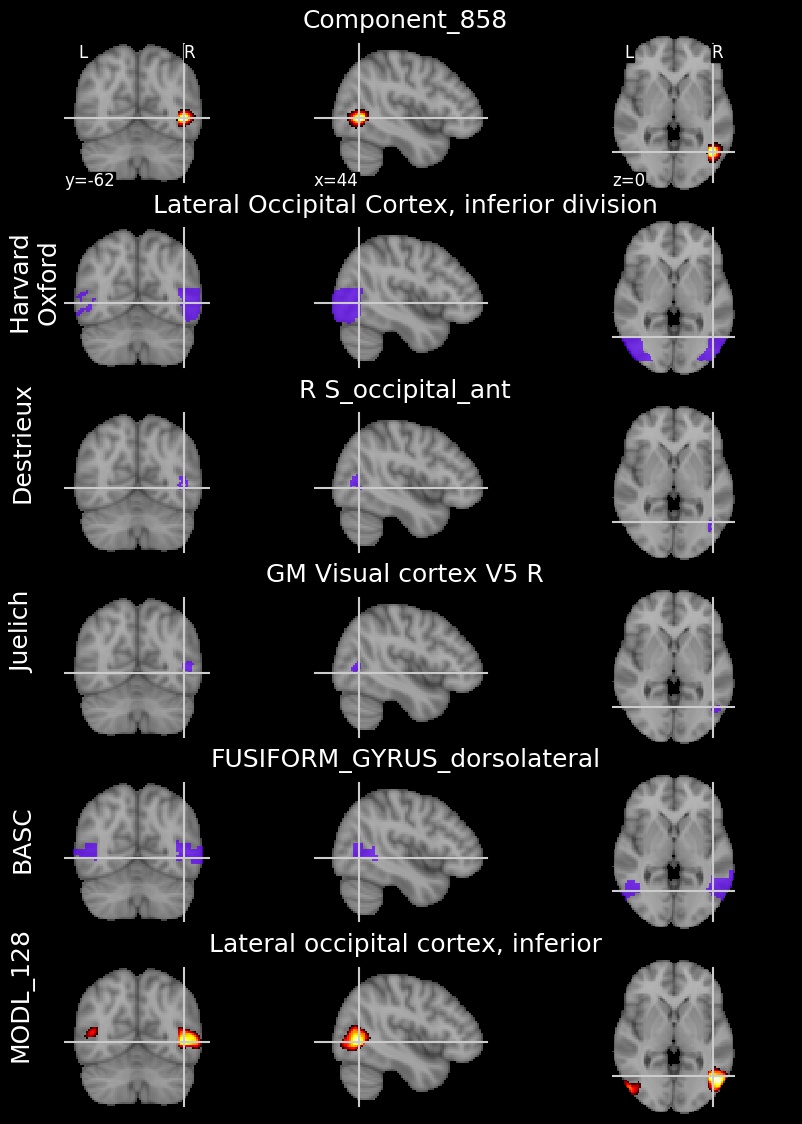 Component_858
L R L R
y=-62 x=44 z=0
Lateral Occipital Cortex, inferior division
Harvard
Oxford
R S_occipital_ant
Destrieux
GM Visual cortex V5 R
Juelich
FUSIFORM_GYRUS_dorsolateral
BASC
Lateral occipital cortex, inferior
MODL_128